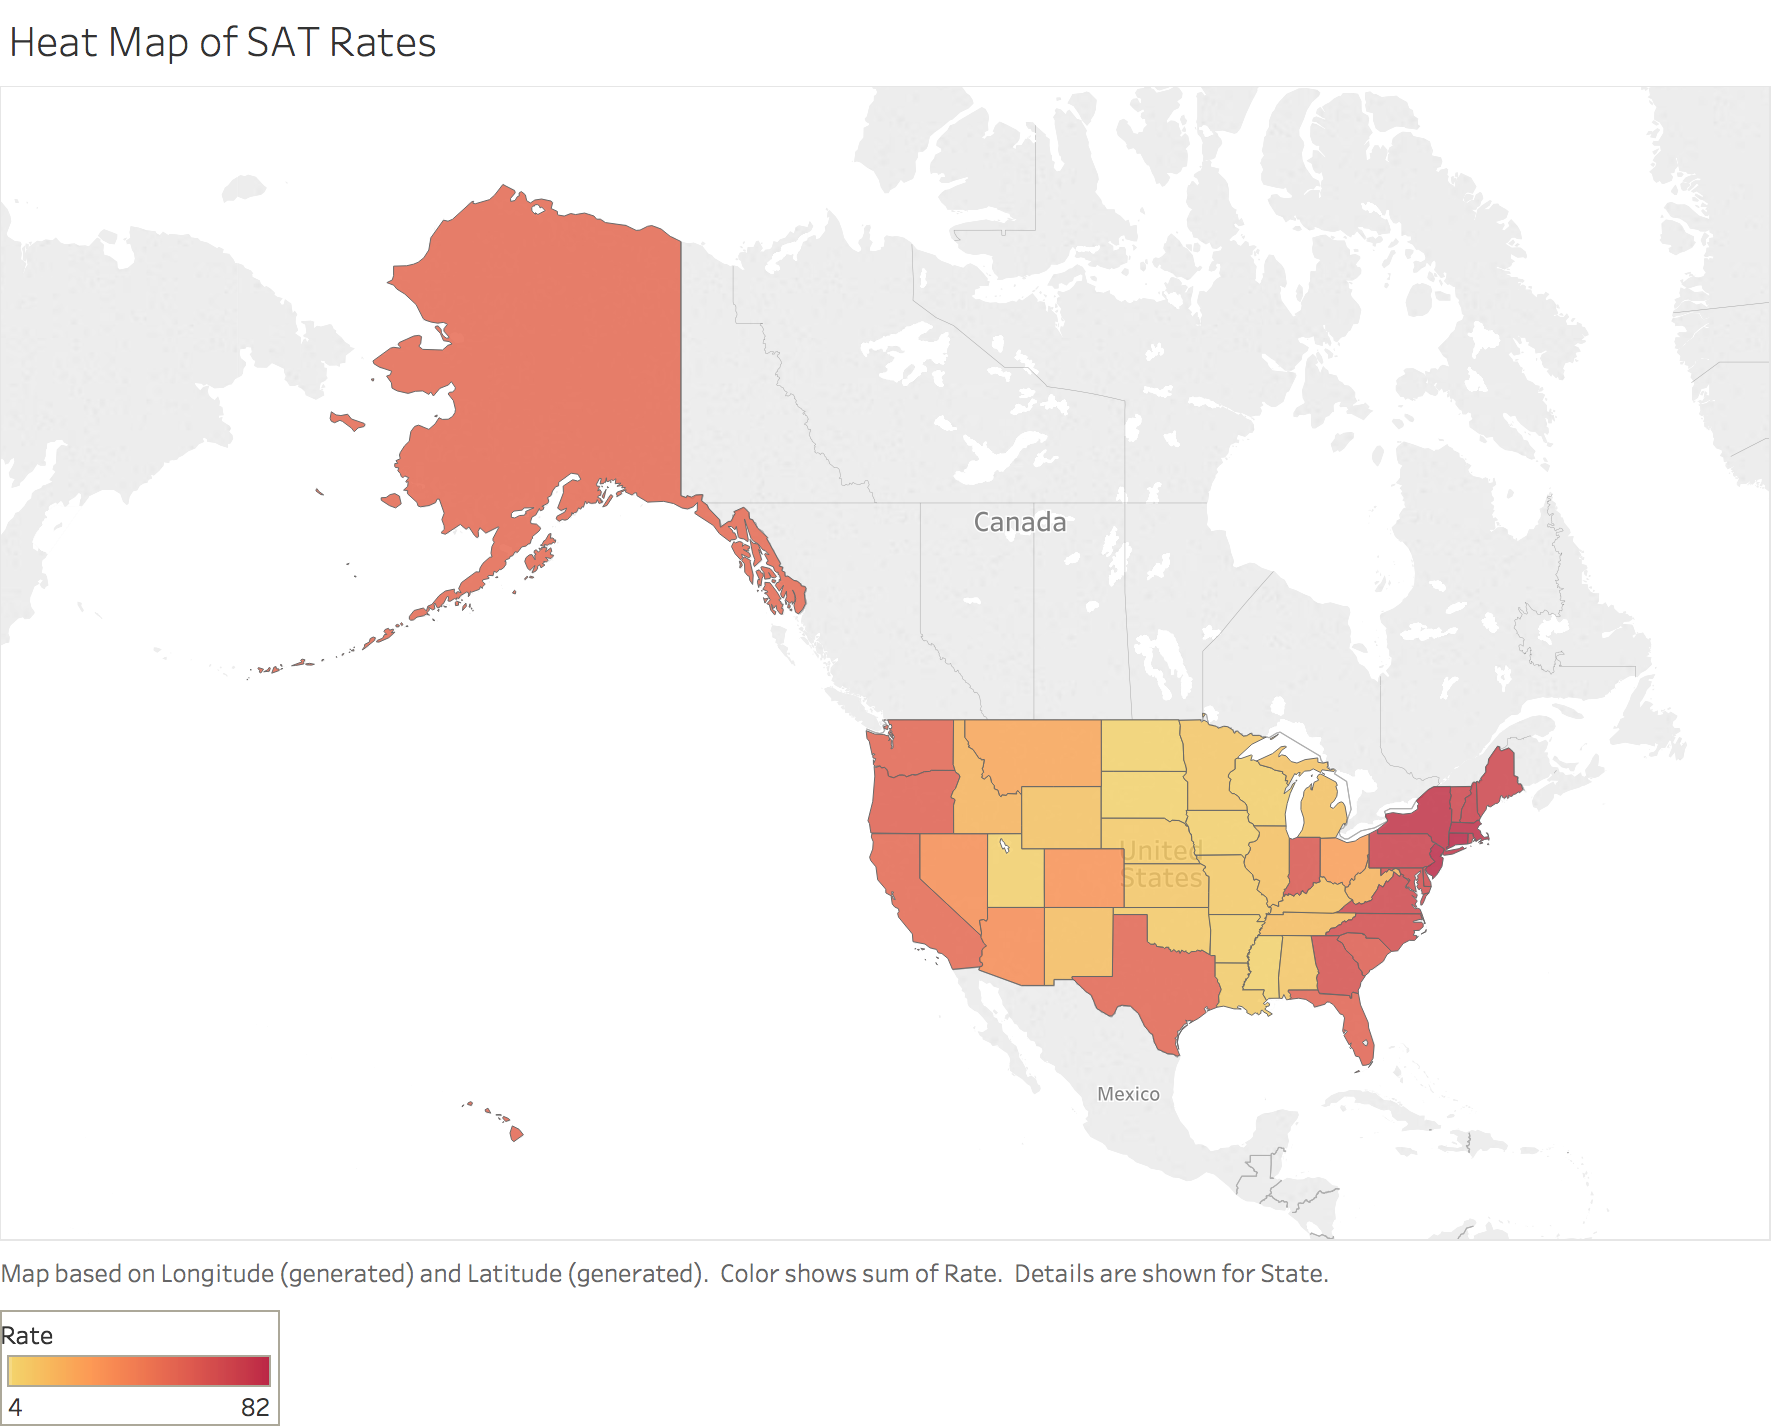 Heat Map of SAT Rates
Canada
United
States
Mexico
Map based on Longitude (generated) and Latitude (generated).  Color shows sum of Rate.  Details are shown for State.
Rate
4 82